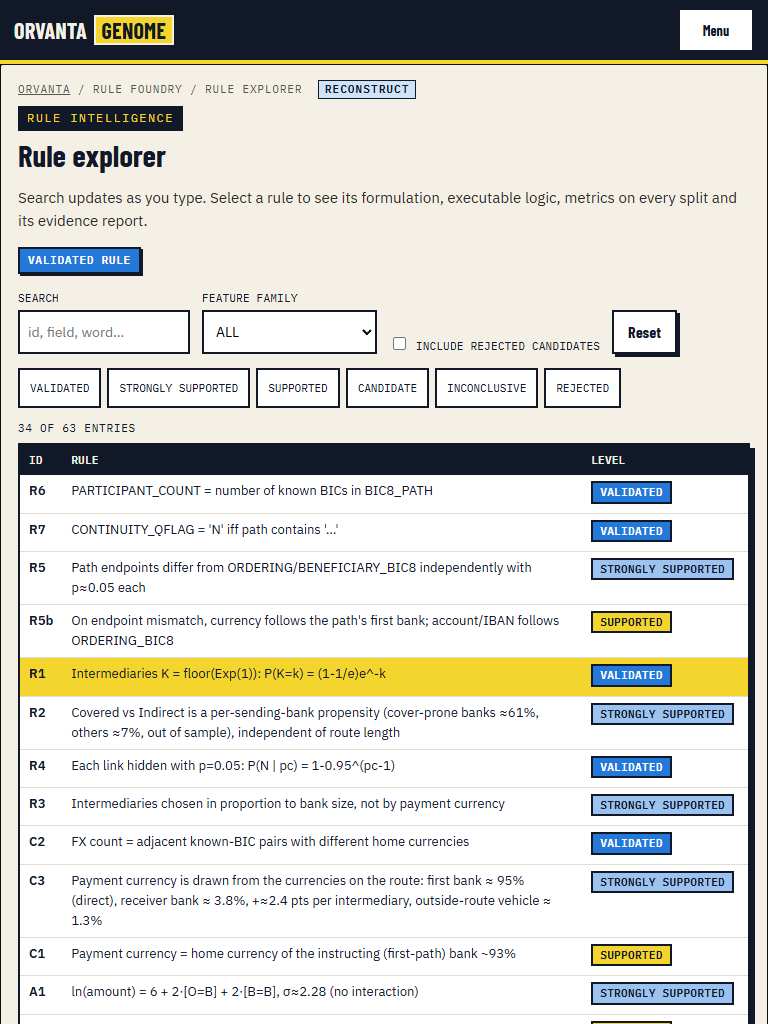 ORVANTA GENOME
Menu
ORVANTA / RULE FOUNDRY / RULE EXPLORER RECONSTRUCT
RULE INTELLIGENCE
Rule explorer
Search updates as you type. Select a rule to see its formulation, executable logic, metrics on every split and
its evidence report.
VALIDATED RULE
SEARCH FEATURE FAMILY
id, field, word... ALL INCLUDE REJECTED CANDIDATES Reset
VALIDATED STRONGLY SUPPORTED SUPPORTED CANDIDATE INCONCLUSIVE REJECTED
34 OF 63 ENTRIES
ID RULE LEVEL
R6 PARTICIPANT_COUNT = number of known BICs in BIC8_PATH VALIDATED
R7 CONTINUITY_QFLAG = 'N' iff path contains '...' VALIDATED
R5 Path endpoints differ from ORDERING/BENEFICIARY_BIC8 independently with STRONGLY SUPPORTED
p≈0.05 each
R5b On endpoint mismatch, currency follows the path's first bank; account/IBAN follows SUPPORTED
ORDERING_BIC8
R1 Intermediaries K = floor(Exp(1)): P(K=k) = (1-1/e)e^-k VALIDATED
R2 Covered vs Indirect is a per-sending-bank propensity (cover-prone banks ≈61%, STRONGLY SUPPORTED
others ≈7%, out of sample), independent of route length
R4 Each link hidden with p=0.05: P(N | pc) = 1-0.95^(pc-1) VALIDATED
R3 Intermediaries chosen in proportion to bank size, not by payment currency STRONGLY SUPPORTED
C2 FX count = adjacent known-BIC pairs with different home currencies VALIDATED
C3 Payment currency is drawn from the currencies on the route: first bank ≈ 95% STRONGLY SUPPORTED
(direct), receiver bank ≈ 3.8%, +≈2.4 pts per intermediary, outside-route vehicle ≈
1.3%
C1 Payment currency = home currency of the instructing (first-path) bank ~93% SUPPORTED
A1 ln(amount) = 6 + 2·[O=B] + 2·[B=B], σ≈2.28 (no interaction) STRONGLY SUPPORTED